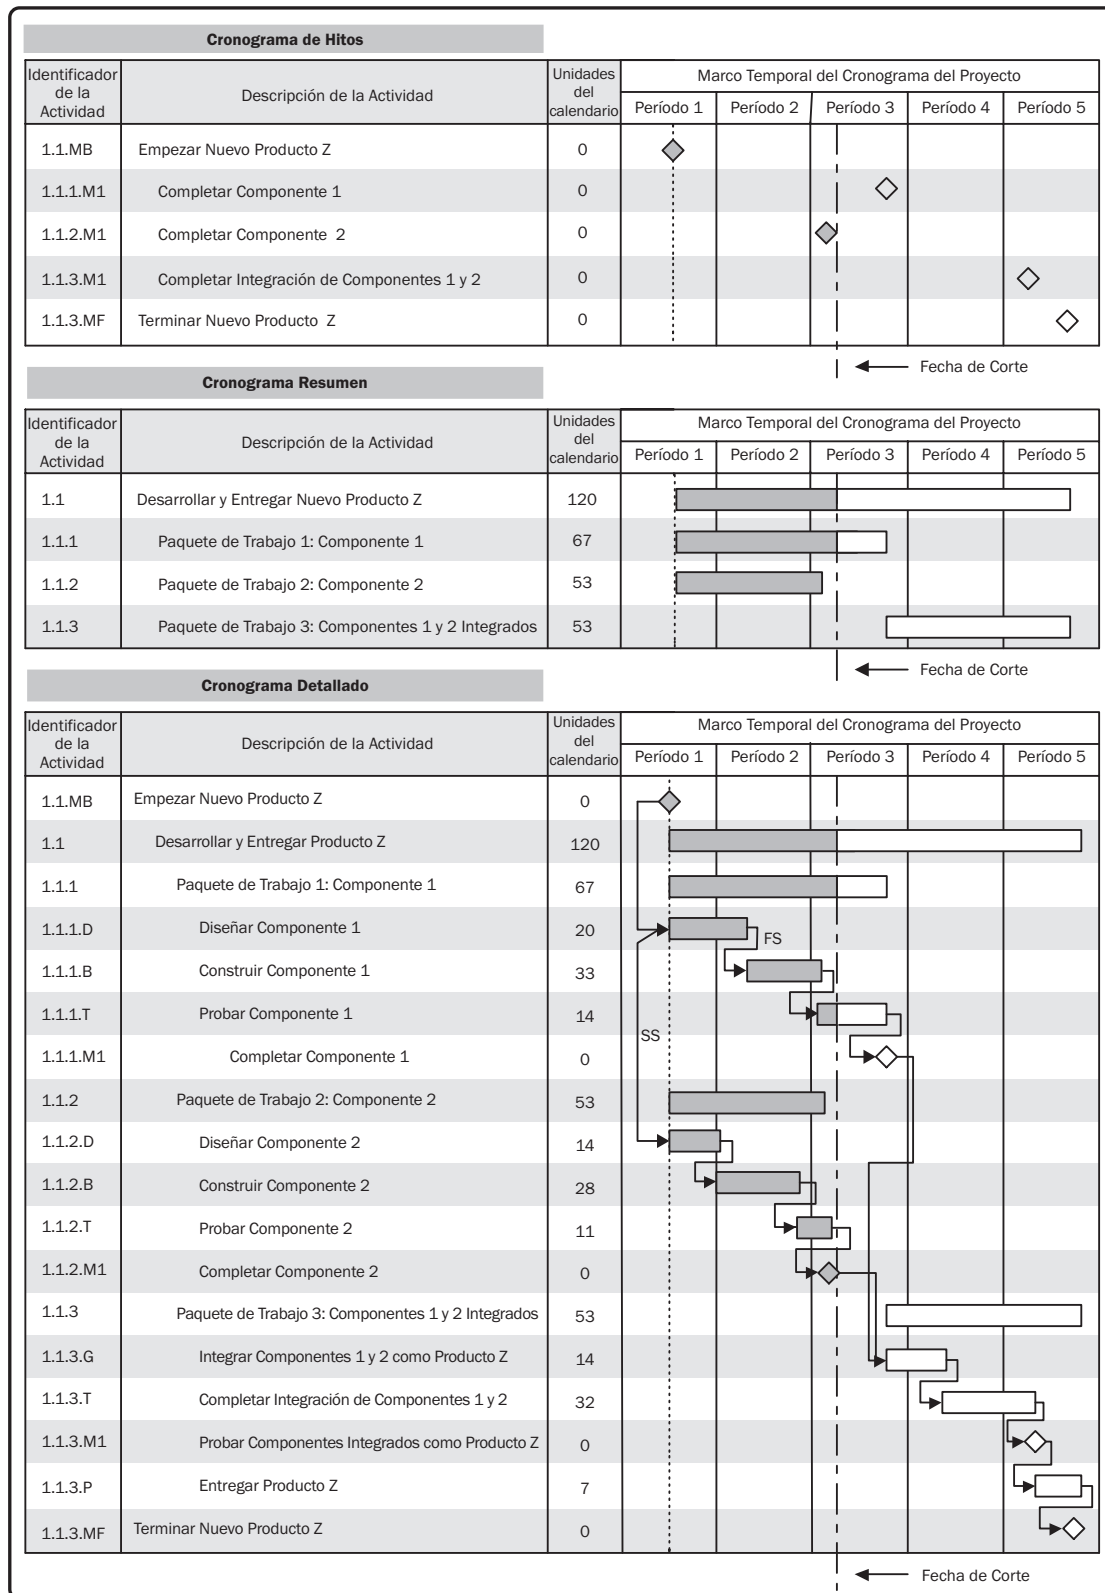 Cronograma de Hitos
Identificador
de la
Actividad
Descripción de la Actividad
Unidades
del
calendario
Marco Temporal del Cronograma del Proyecto
Período 1 Período 2 Período 3 Período 4 Período 5
1.1.MB Empezar Nuevo Producto Z 0
1.1.1.M1 Completar Componente 1 0
1.1.2.M1 Completar Componente 2 0
1.1.3.M1 Completar Integración de Componentes 1 y 2 0
1.1.3.MF Terminar Nuevo Producto Z 0
Fecha de Corte
Cronograma Resumen
Identificador
de la
Actividad
Descripción de la Actividad
Unidades
del
calendario
Marco Temporal del Cronograma del Proyecto
Período 1 Período 2 Período 3 Período 4 Período 5
1.1 Desarrollar y Entregar Nuevo Producto Z 120
1.1.1 Paquete de Trabajo 1: Componente 1 67
1.1.2 Paquete de Trabajo 2: Componente 2 53
1.1.3 Paquete de Trabajo 3: Componentes 1 y 2 Integrados 53
Fecha de Corte
Cronograma Detallado
Identificador
de la
Actividad
Descripción de la Actividad
Unidades
del
calendario
Marco Temporal del Cronograma del Proyecto
Período 1 Período 2 Período 3 Período 4 Período 5
1.1.MB Empezar Nuevo Producto Z 0
1.1 Desarrollar y Entregar Producto Z 120
1.1.1 Paquete de Trabajo 1: Componente 1 67
1.1.1.D Diseñar Componente 1 20
FS
1.1.1.B Construir Componente 1 33
1.1.1.T Probar Componente 1 14
SS
1.1.1.M1 Completar Componente 1 0
1.1.2 Paquete de Trabajo 2: Componente 2 53
1.1.2.D Diseñar Componente 2 14
1.1.2.B Construir Componente 2 28
1.1.2.T Probar Componente 2 11
1.1.2.M1 Completar Componente 2 0
1.1.3 Paquete de Trabajo 3: Componentes 1 y 2 Integrados 53
1.1.3.G Integrar Componentes 1 y 2 como Producto Z 14
1.1.3.T Completar Integración de Componentes 1 y 2 32
1.1.3.M1 Probar Componentes Integrados como Producto Z 0
1.1.3.P Entregar Producto Z 7
1.1.3.MF Terminar Nuevo Producto Z 0
Fecha de Corte